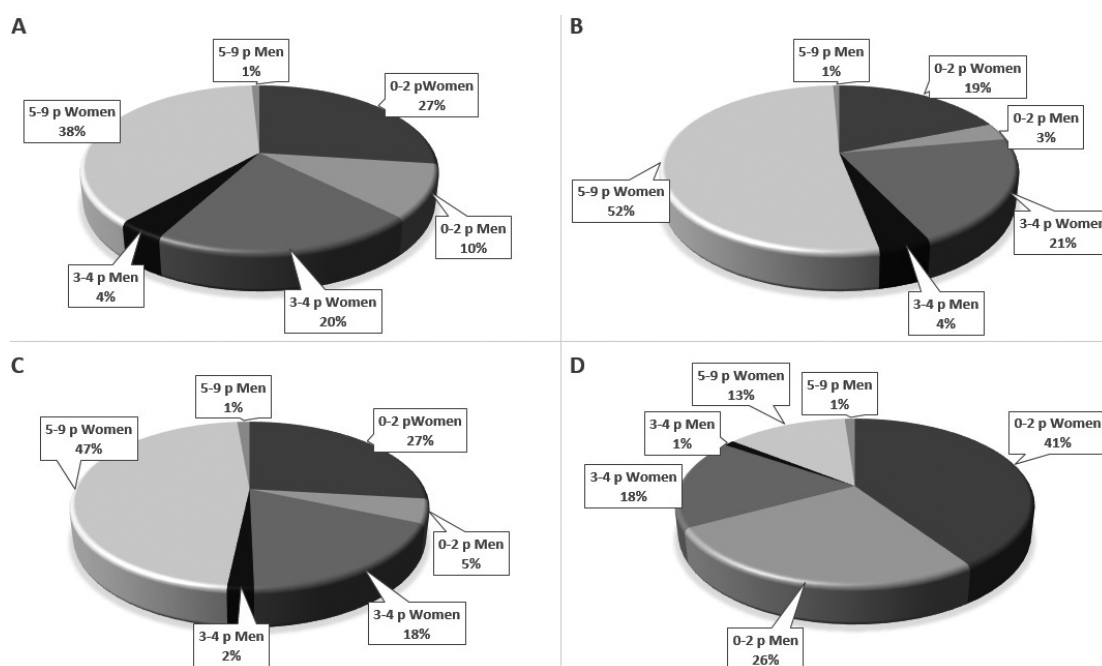 A
5-9 p Men
1%
0-2 pWomen
27%
5-9 p Women
38%
0-2 p Men
10%
3-4 p Men
4%
3-4 p Women
20%
B
5-9 p Men
1%
0-2 p Women
19%
0-2 p Men
3%
5-9 p Women
52%
3-4 p Women
21%
3-4 p Men
4%
C
5-9 p Men
1%
5-9 p Women
47%
0-2 pWomen
27%
0-2 p Men
5%
3-4 p Women
18%
3-4 p Men
2%
D
5-9 p Women
13%
5-9 p Men
1%
3-4 p Men
1%
0-2 p Women
41%
3-4 p Women
18%
0-2 p Men
26%